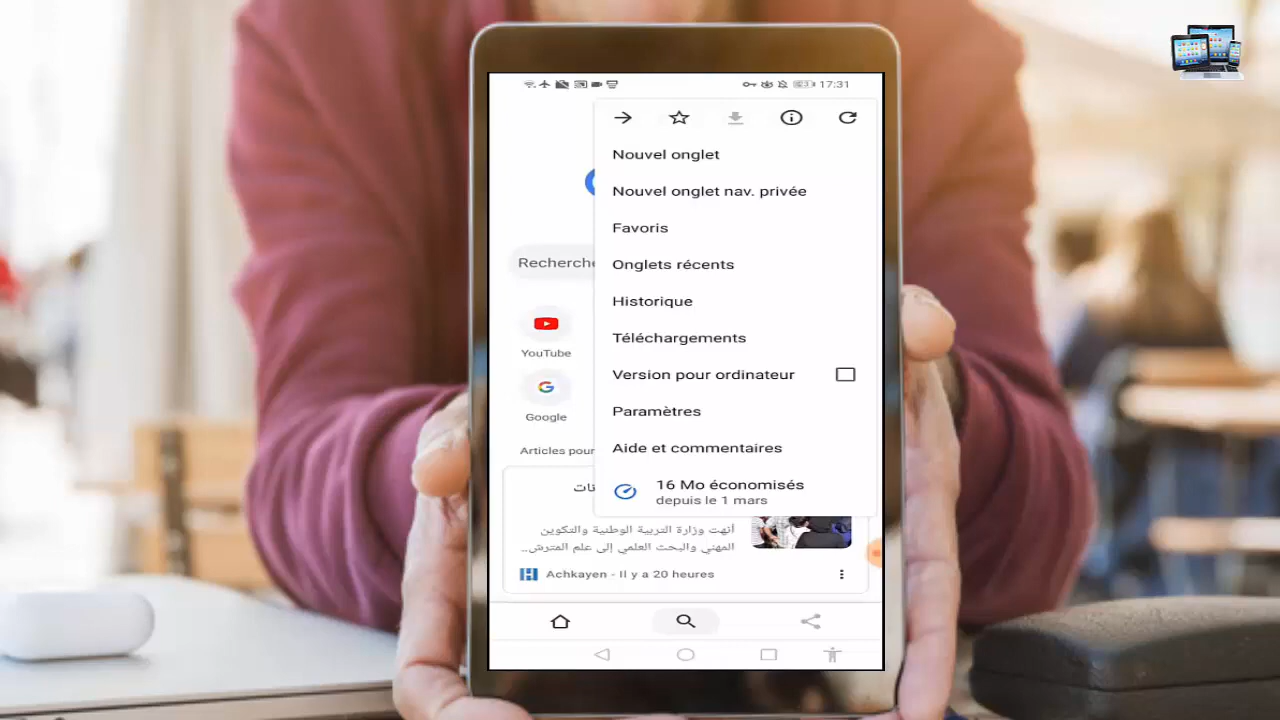 17:31
Nouvel onglet
Nouvel onglet nav. privée
Favoris
Recherche
Onglets récents
Historique
Téléchargements
YouTube
Version pour ordinateur
Paramètres
Google
Aide et commentaires
Articles pour
16 Mo économisés
depuis le 1 mars
أنهت وزارة التربية الوطنية والتكوين
المهني والبحث العلمي إلى علم المترش..
Achkayen - Il y a 20 heures